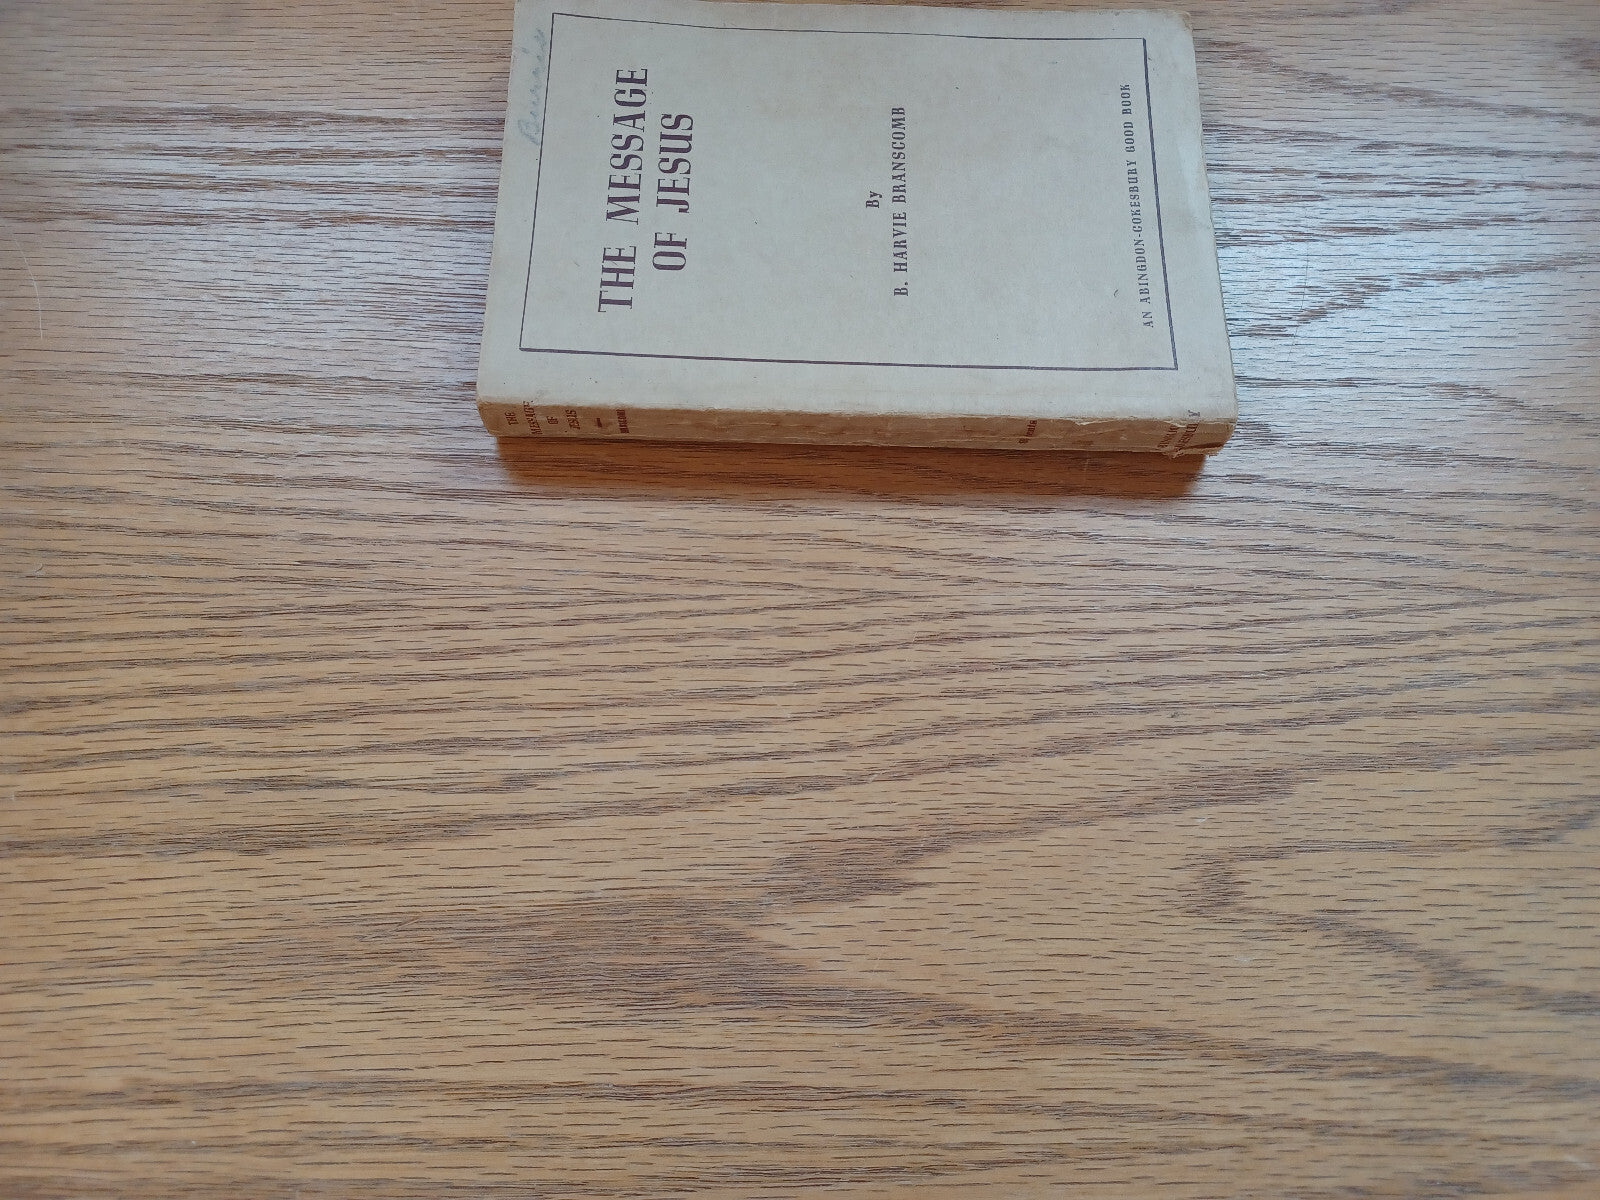 THE MESSAGE
OF JESUS
By
B. HARVIE BRANSCOMB
AN ABINGDON-COKESBURY GOOD BOOK
THE
MESSAGE
OF
JESUS